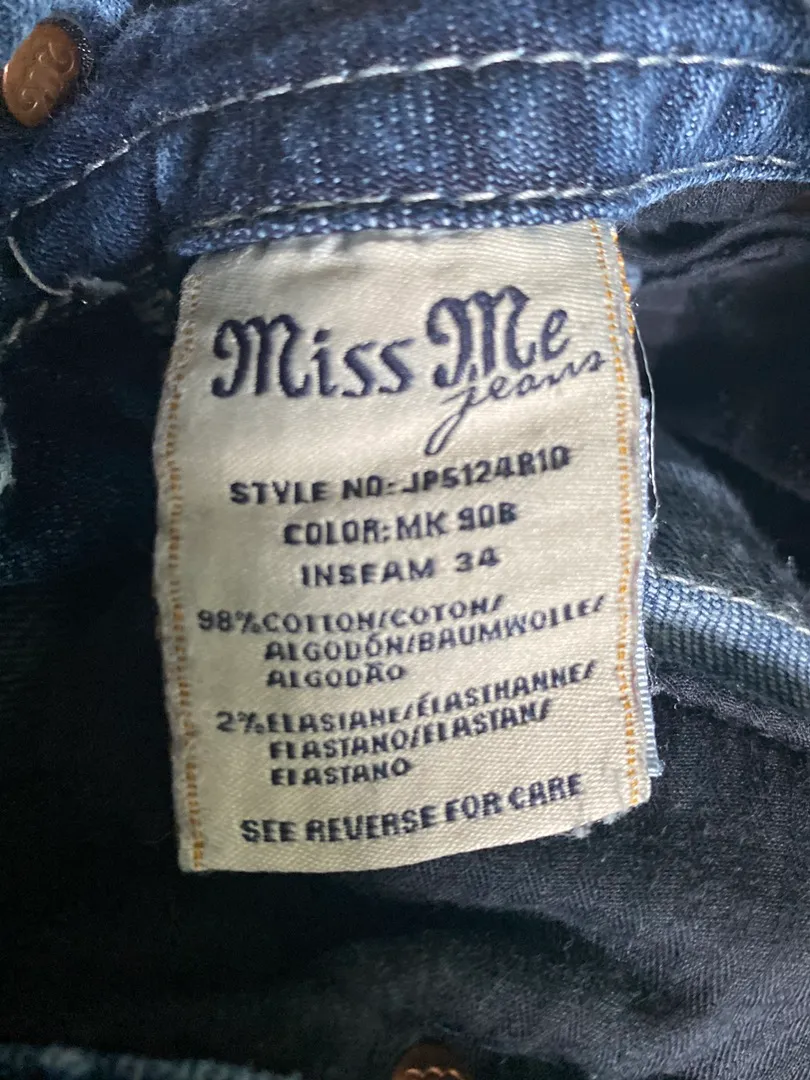 Miss Me
jeans
STYLE NO: JP5124R10
COLOR: MK 90B
INSEAM 34
98% COTTON/COTON/
ALGODÓN/BAUMWOLLE/
ALGODÃO
2% ELASTANE/ÉLASTHANNE/
ELASTANO/ELASTAN/
ELASTANO
SEE REVERSE FOR CARE